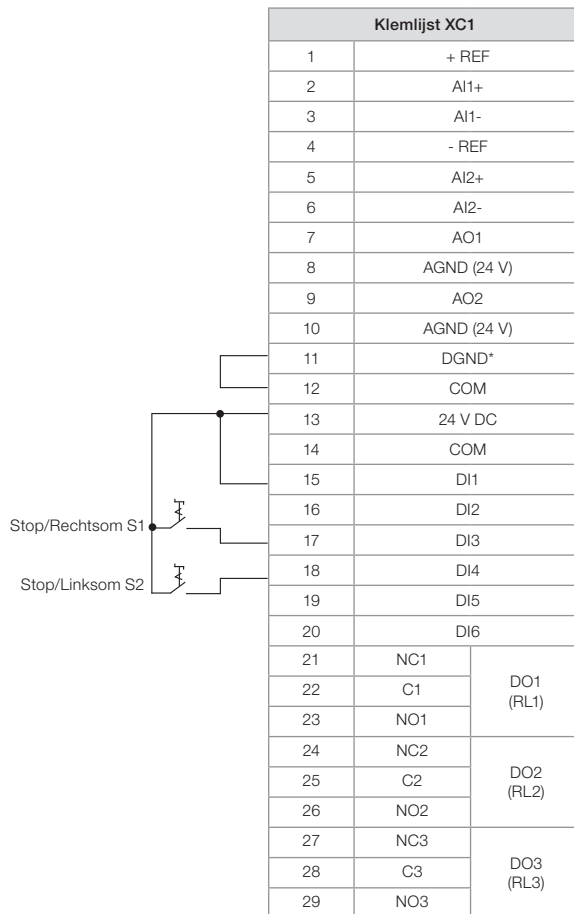 Klemlijst XC1
1 + REF
2 AI1+
3 AI1-
4 - REF
5 AI2+
6 AI2-
7 AO1
8 AGND (24 V)
9 AO2
10 AGND (24 V)
11 DGND*
12 COM
13 24 V DC
14 COM
15 DI1
16 DI2
Stop/Rechtsom S1
17 DI3
18 DI4
Stop/Linksom S2
19 DI5
20 DI6
21 NC1
22 C1
23 NO1
DO1
(RL1)
24 NC2
25 C2
26 NO2
DO2
(RL2)
27 NC3
28 C3
29 NO3
DO3
(RL3)